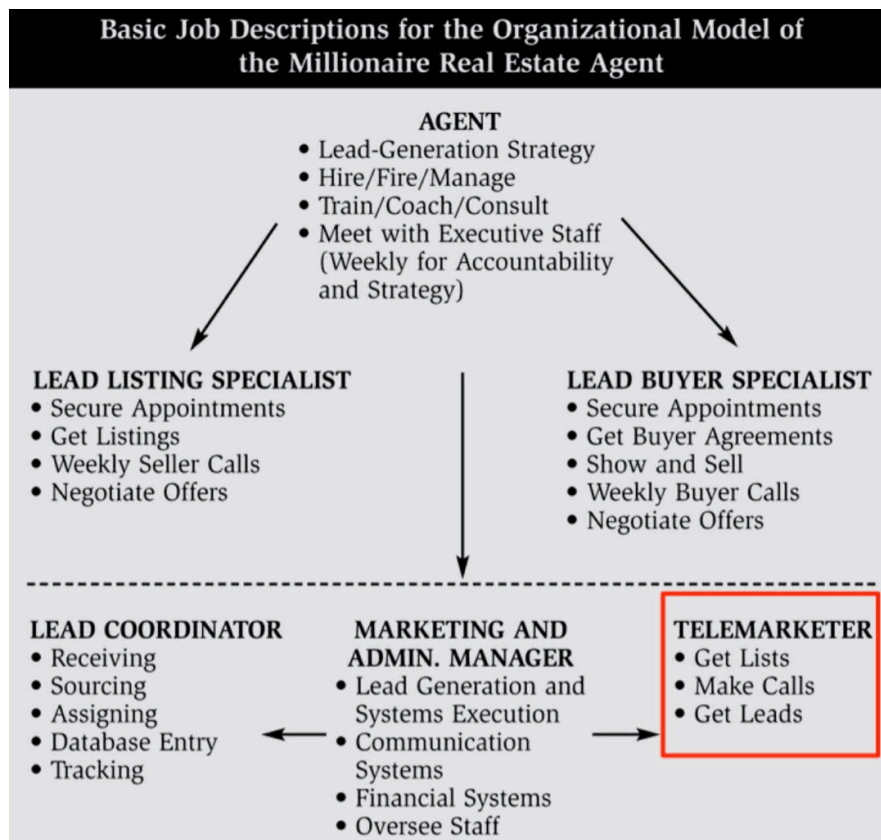 Basic Job Descriptions for the Organizational Model of
the Millionaire Real Estate Agent
AGENT
• Lead-Generation Strategy
• Hire/Fire/Manage
• Train/Coach/Consult
• Meet with Executive Staff
(Weekly for Accountability
and Strategy)
LEAD LISTING SPECIALIST
• Secure Appointments
• Get Listings
• Weekly Seller Calls
• Negotiate Offers
LEAD BUYER SPECIALIST
• Secure Appointments
• Get Buyer Agreements
• Show and Sell
• Weekly Buyer Calls
• Negotiate Offers
LEAD COORDINATOR
• Receiving
• Sourcing
• Assigning
• Database Entry
• Tracking
MARKETING AND
ADMIN. MANAGER
• Lead Generation and
Systems Execution
• Communication
Systems
• Financial Systems
• Oversee Staff
TELEMARKETER
• Get Lists
• Make Calls
• Get Leads